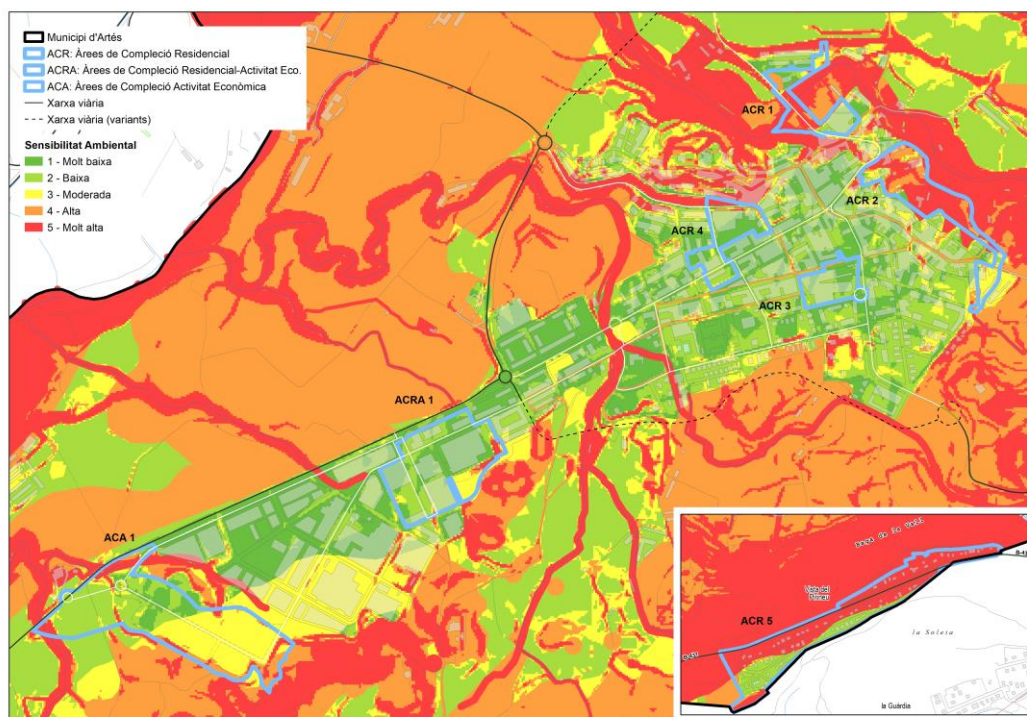 Municipi d'Artés
ACR: Àrees de Compleció Residencial
ACRA: Àrees de Compleció Residencial-Activitat Eco.
ACA: Àrees de Compleció Activitat Econòmica
Xarxa viària
Xarxa viària (variants)
Sensibilitat Ambiental
1 - Molt baixa
2 - Baixa
3 - Moderada
4 - Alta
5 - Molt alta
ACR 1
ACR 2
ACR 4
ACR 3
ACRA 1
ACA 1
ACR 5
la Soleia
la Guàrdia